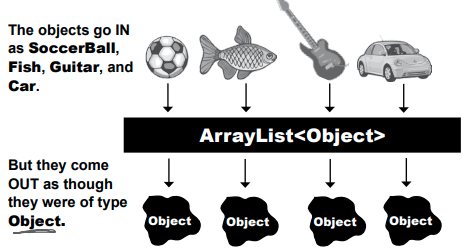 The objects go IN
as SoccerBall,
Fish, Guitar, and
Car.
ArrayList<Object>
But they come
OUT as though
they were of type
Object.
Object
Object
Object
Object